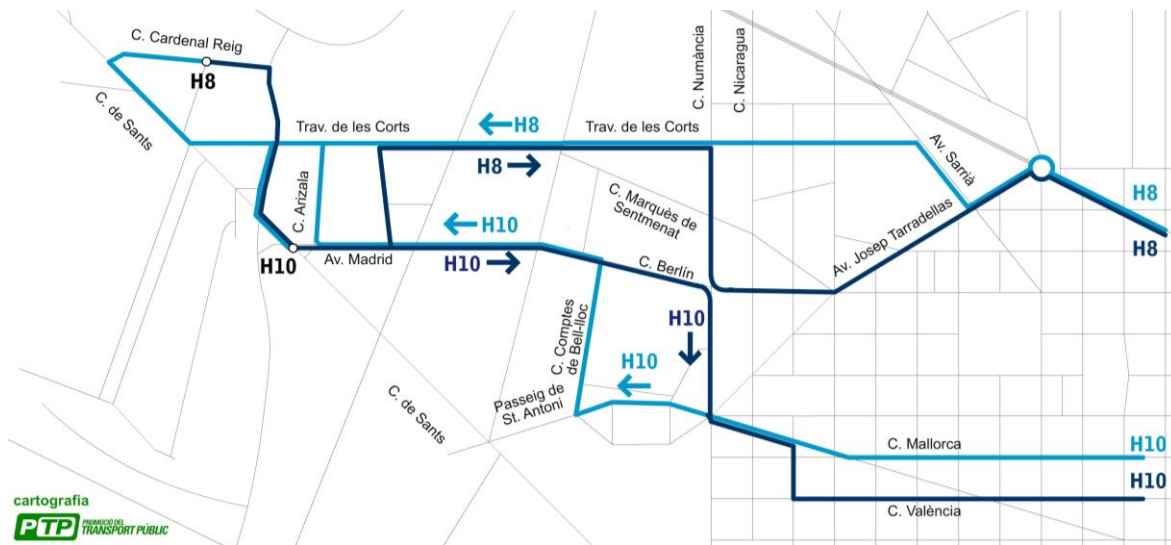 C. Cardenal Reig
H8
C. de Sants
C. Numància
C. Nicaragua
Trav. de les Corts
H8
Trav. de les Corts
H8
Av. Sarrià
H8
H8
C. Arizala
C. Marquès de
Sentmenat
H10
Av. Josep Tarradellas
H10
Av. Madrid
H10
C. Berlín
H10
C. Comptes
de Bell-lloc
H10
Passeig de
St. Antoni
C. de Sants
C. Mallorca
H10
H10
C. València
cartografia
PTP PROMOCIÓ DEL
TRANSPORT PÚBLIC